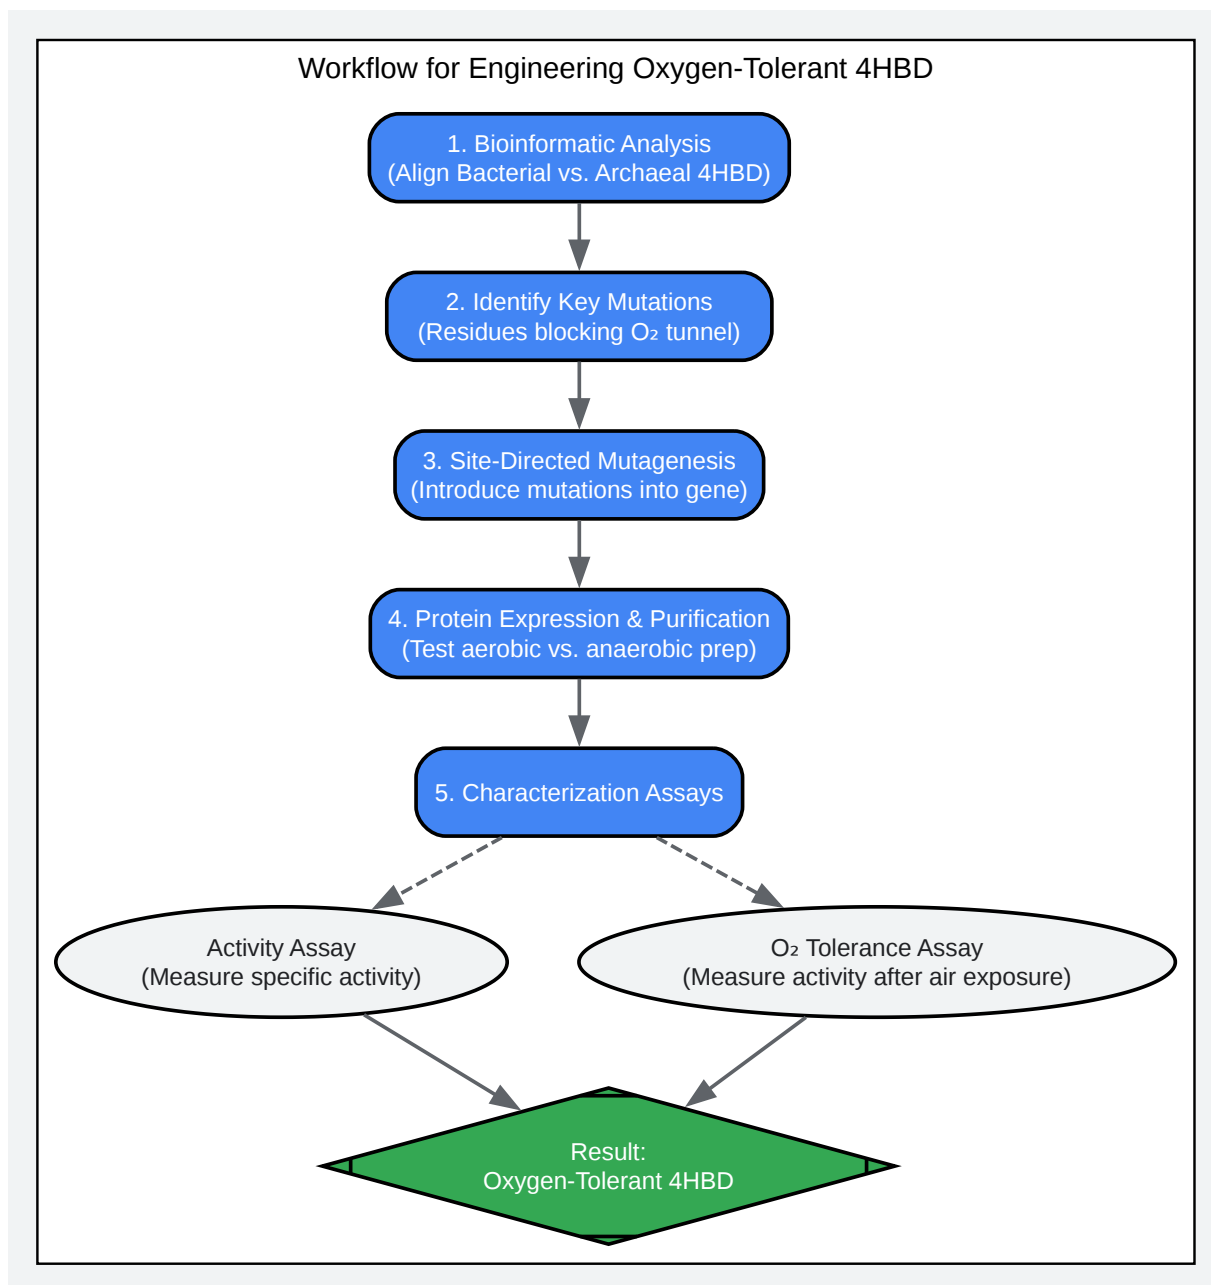 Workflow for Engineering Oxygen-Tolerant 4HBD
1. Bioinformatic Analysis
(Align Bacterial vs. Archaeal 4HBD)
2. Identify Key Mutations
(Residues blocking O₂ tunnel)
3. Site-Directed Mutagenesis
(Introduce mutations into gene)
4. Protein Expression & Purification
(Test aerobic vs. anaerobic prep)
5. Characterization Assays
Activity Assay
(Measure specific activity)
O₂ Tolerance Assay
(Measure activity after air exposure)
Result:
Oxygen-Tolerant 4HBD